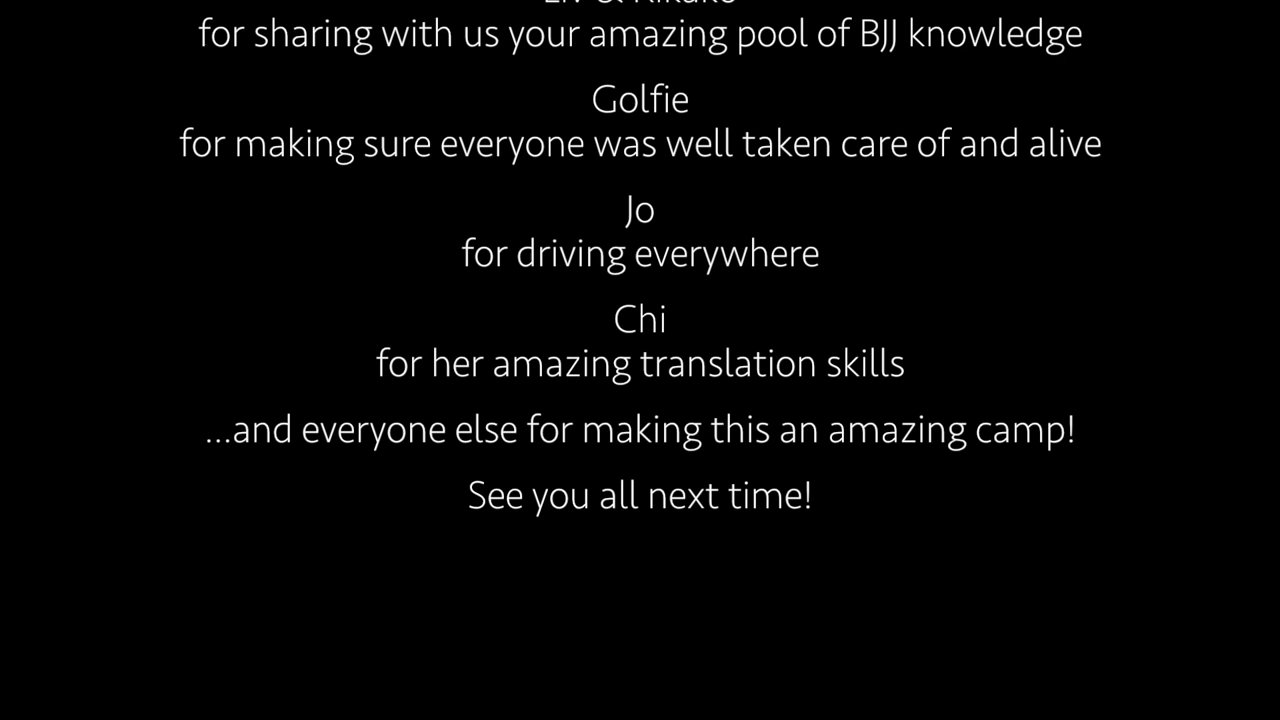 for sharing with us your amazing pool of BJJ knowledge
Golfie
for making sure everyone was well taken care of and alive
Jo
for driving everywhere
Chi
for her amazing translation skills
...and everyone else for making this an amazing camp!
See you all next time!